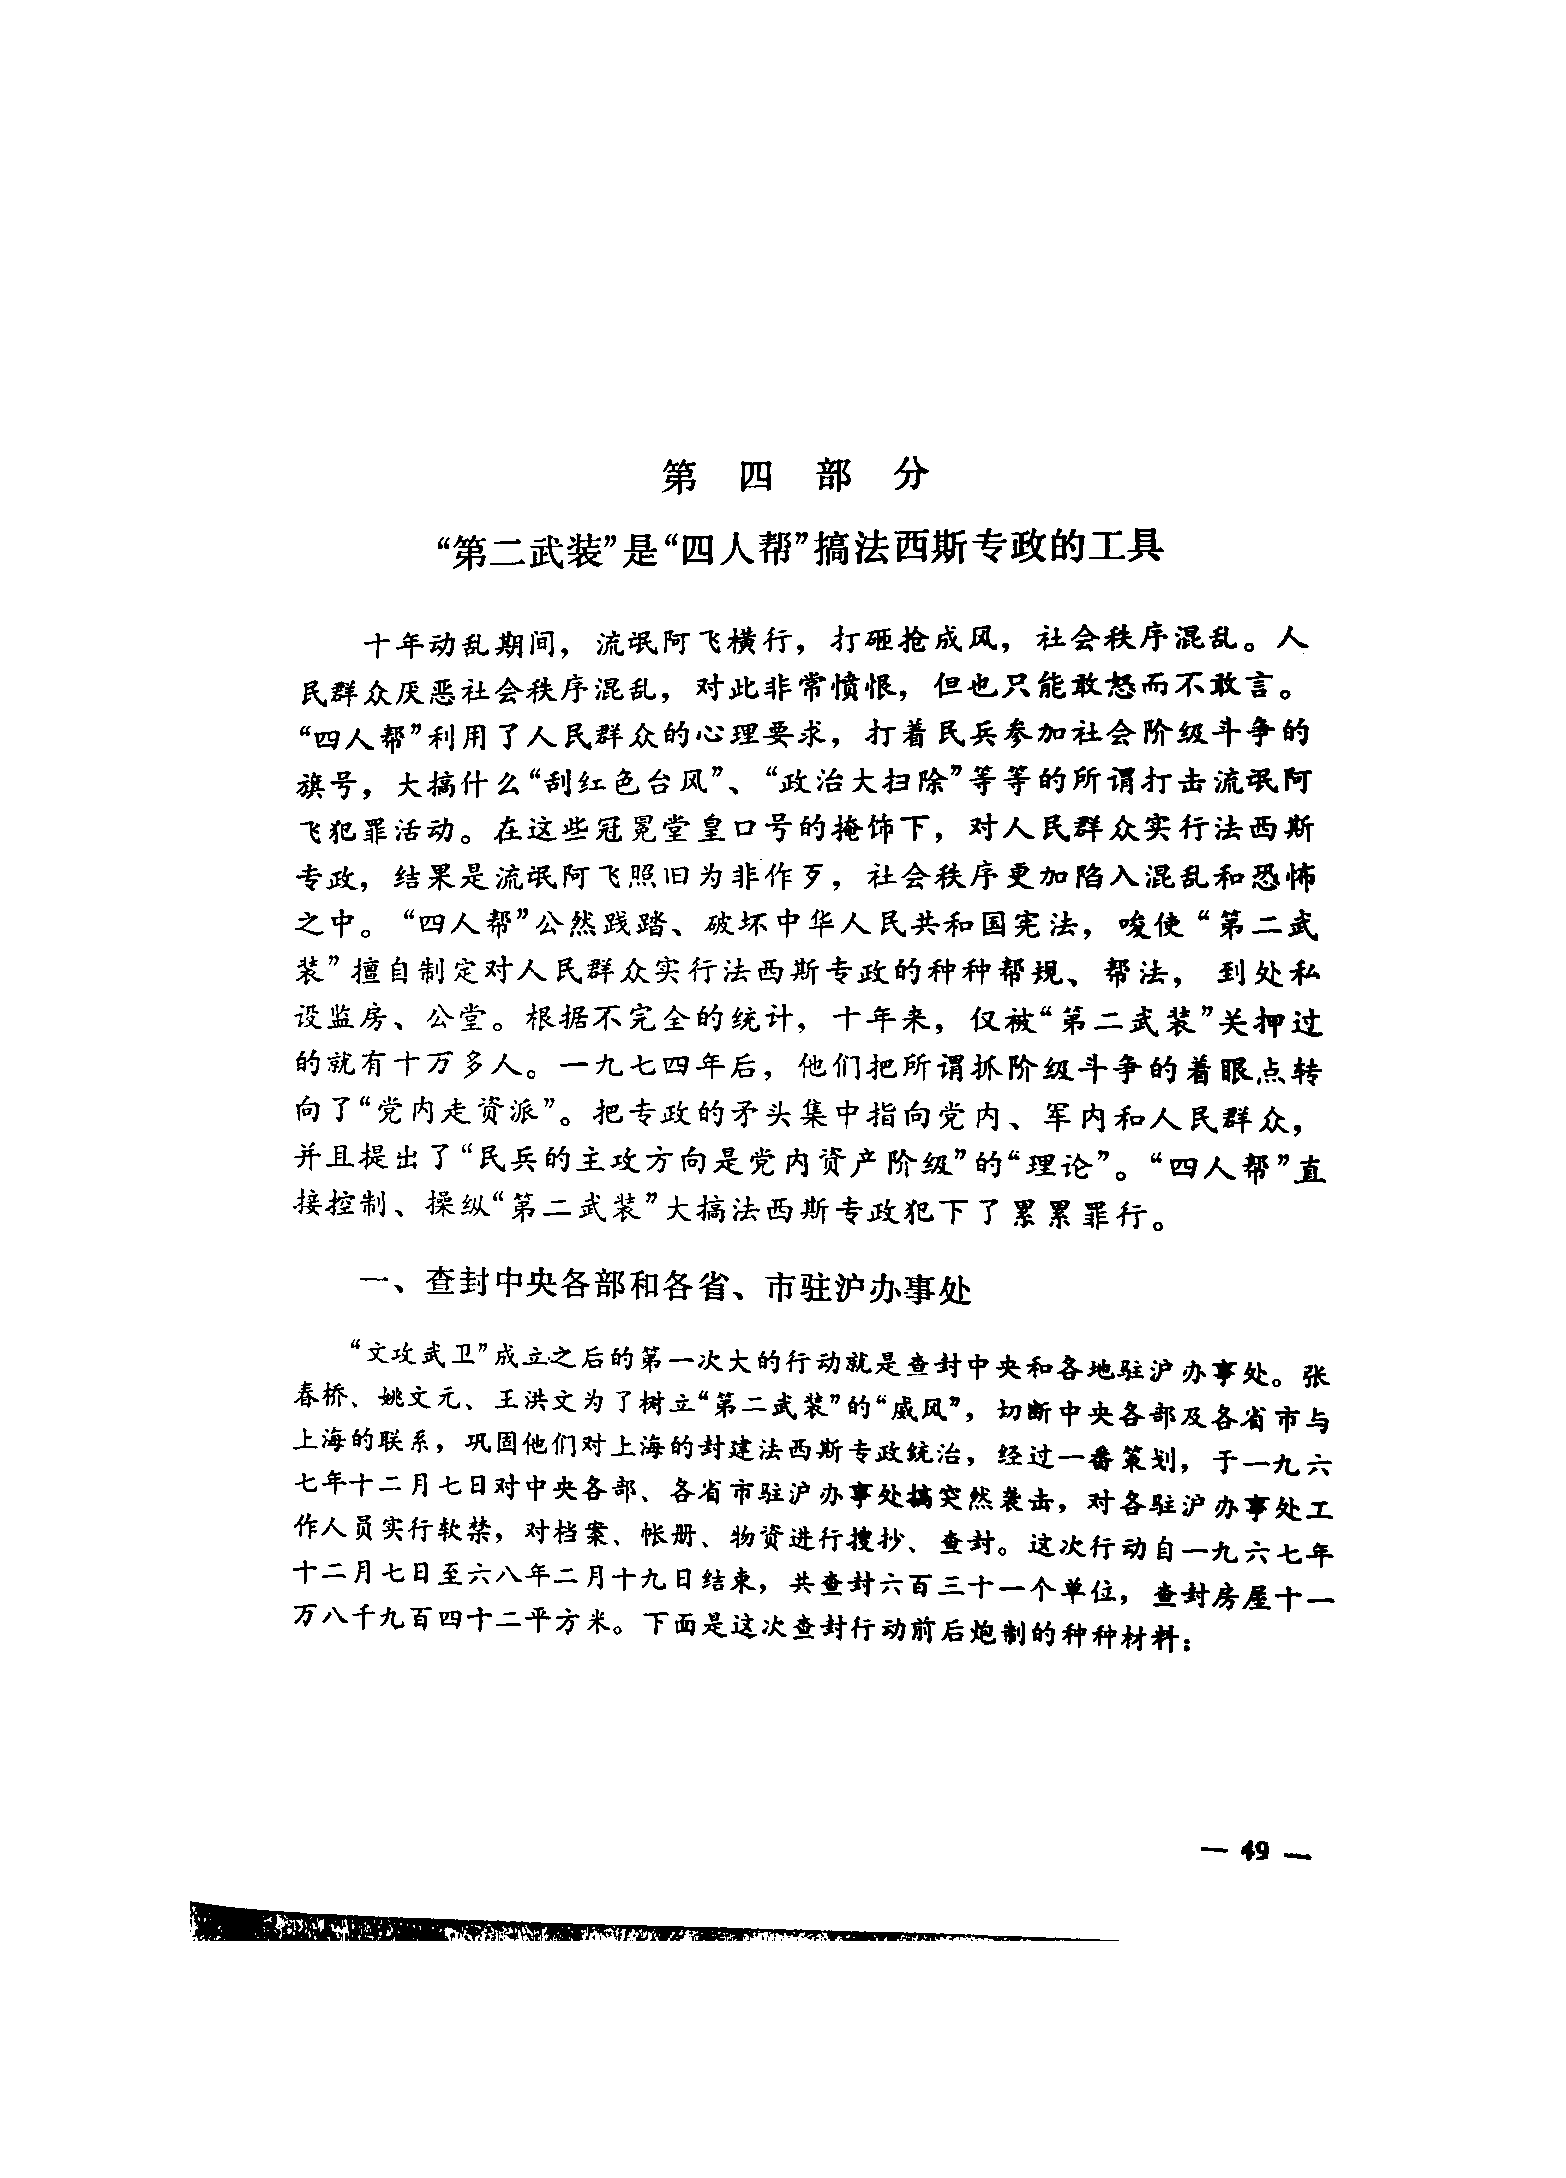 第四部分
“第二武装”是“四人帮”搞法西斯专政的工具
十年动乱期间，流氓阿飞横行，打砸抢成风，社会秩序混乱。人
民群众厌恶社会秩序混乱，对此非常愤恨，但也只能敢怒而不敢言。
“四人帮”利用了人民群众的心理要求，打着民兵参加社会阶级斗争的
旗号，大搞什么“刮红色台风”、“政治大扫除”等等的所谓打击流氓阿
飞犯罪活动。在这些冠冕堂皇口号的掩饰下，对人民群众实行法西斯
专政，结果是流氓阿飞照旧为非作歹，社会秩序更加陷入混乱和恐怖
之中。“四人帮”公然践踏、破坏中华人民共和国宪法，唆使“第二武
装”擅自制定对人民群众实行法西斯专政的种种帮规、帮法，到处私
设监房、公堂。根据不完全的统计，十年来，仅被“第二武装”关押过
的就有十万多人。一九七四年后，他们把所谓抓阶级斗争的着眼点转
向了“党内走资派”。把专政的矛头集中指向党内、军内和人民群众，
并且提出了“民兵的主攻方向是党内资产阶级”的“理论”。“四人帮”直
接控制、操纵“第二武装”大搞法西斯专政犯下了累累罪行。
一、查封中央各部和各省、市驻沪办事处
“文攻武卫”成立之后的第一次大的行动就是查封中央和各地驻沪办事处。张
春桥、姚文元、王洪文为了树立“第二武装”的“威风”，切断中央各部及各省市与
上海的联系，巩固他们对上海的封建法西斯专政统治，经过一番策划，于一九六
七年十二月七日对中央各部、各省市驻沪办事处搞突然袭击，对各驻沪办事处工
作人员实行软禁，对档案、帐册、物资进行搜抄、查封。这次行动自一九六七年
十二月七日至六八年二月十九日结束，共查封六百三十一个单位，查封房屋十一
万八千九百四十二平方米。下面是这次查封行动前后炮制的种种材料：
— 49 —